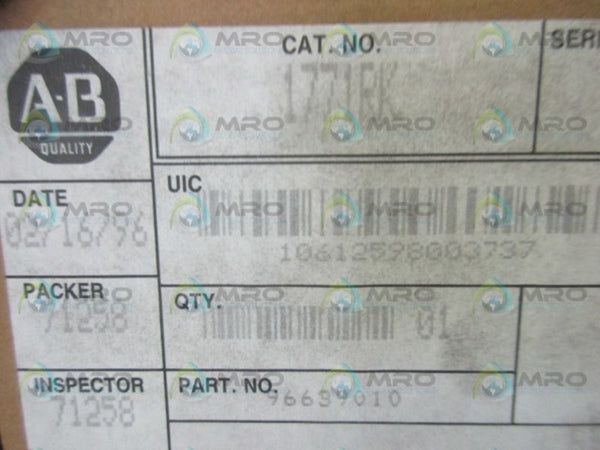 A-B
QUALITY
CAT. NO.
1771RK
SERI
DATE
02/16/96
UIC
10612598003737
PACKER
71258
QTY.
01
INSPECTOR
71258
PART. NO.
96639010
MRO